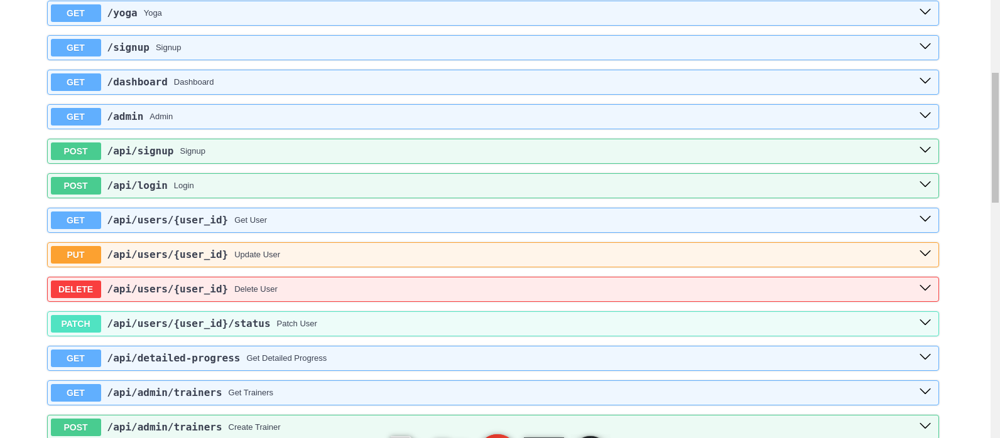 GET /yoga Yoga
GET /signup Signup
GET /dashboard Dashboard
GET /admin Admin
POST /api/signup Signup
POST /api/login Login
GET /api/users/{user_id} Get User
PUT /api/users/{user_id} Update User
DELETE /api/users/{user_id} Delete User
PATCH /api/users/{user_id}/status Patch User
GET /api/detailed-progress Get Detailed Progress
GET /api/admin/trainers Get Trainers
POST /api/admin/trainers Create Trainer